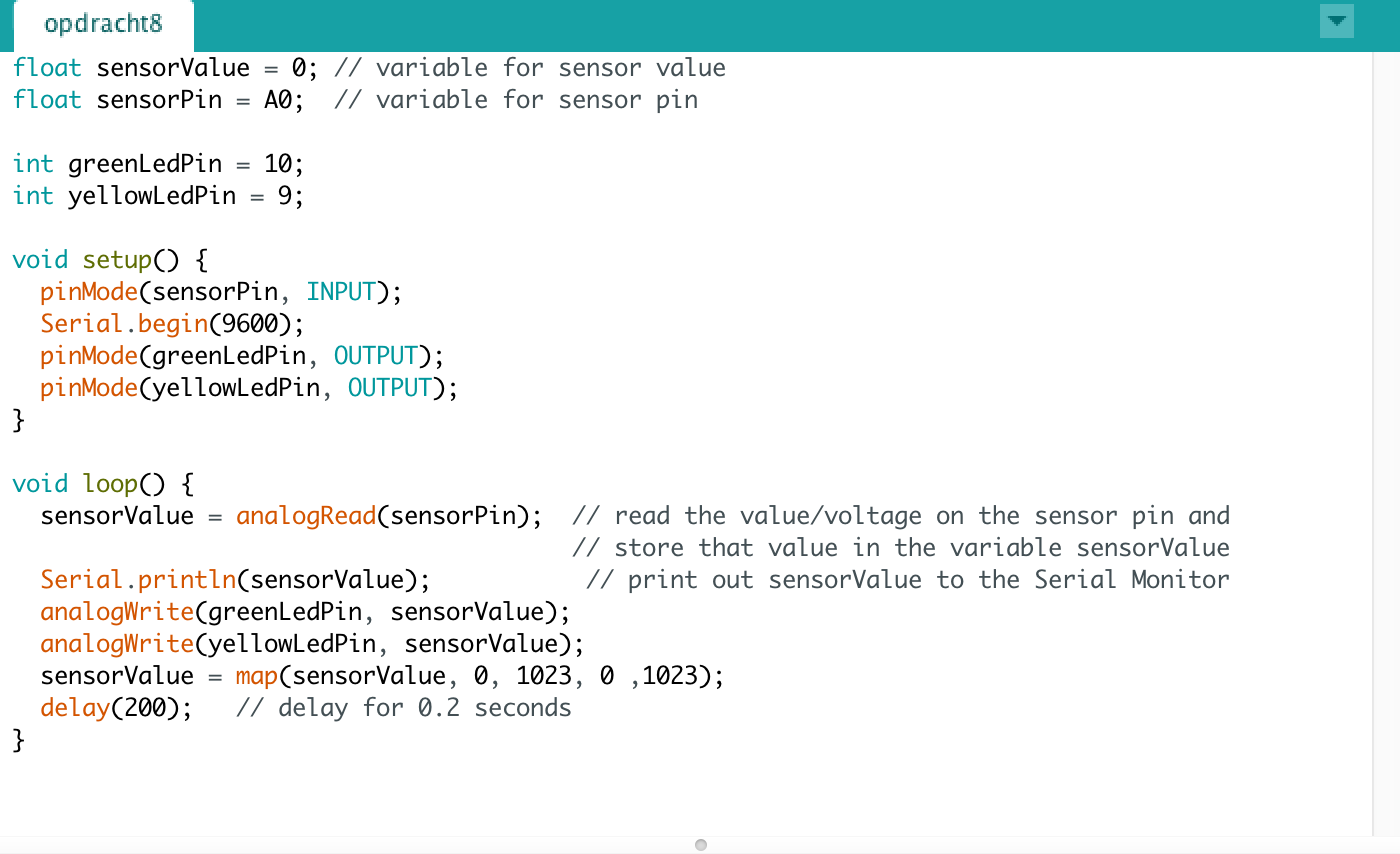 opdracht8
float sensorValue = 0; // variable for sensor value
float sensorPin = A0;  // variable for sensor pin
int greenLedPin = 10;
int yellowLedPin = 9;
void setup() {
  pinMode(sensorPin, INPUT);
  Serial.begin(9600);
  pinMode(greenLedPin, OUTPUT);
  pinMode(yellowLedPin, OUTPUT);
}
void loop() {
  sensorValue = analogRead(sensorPin);  // read the value/voltage on the sensor pin and
                                        // store that value in the variable sensorValue
  Serial.println(sensorValue);           // print out sensorValue to the Serial Monitor
  analogWrite(greenLedPin, sensorValue);
  analogWrite(yellowLedPin, sensorValue);
  sensorValue = map(sensorValue, 0, 1023, 0 ,1023);
  delay(200);   // delay for 0.2 seconds
}